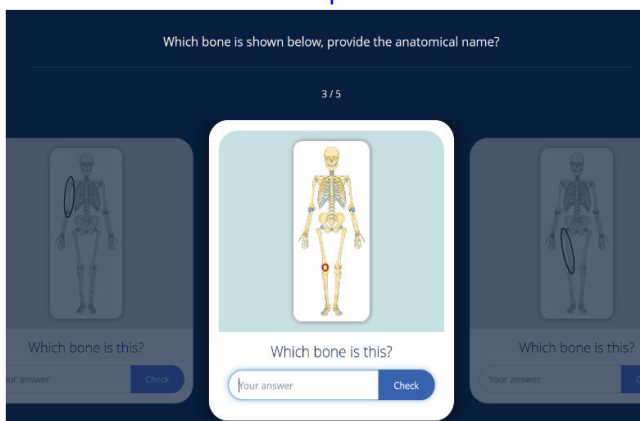 Which bone is shown below, provide the anatomical name?
3 / 5
Which bone is this?
Which bone is this?
Which bone is this?
our answer
Check
Your answer
Check
Your answer